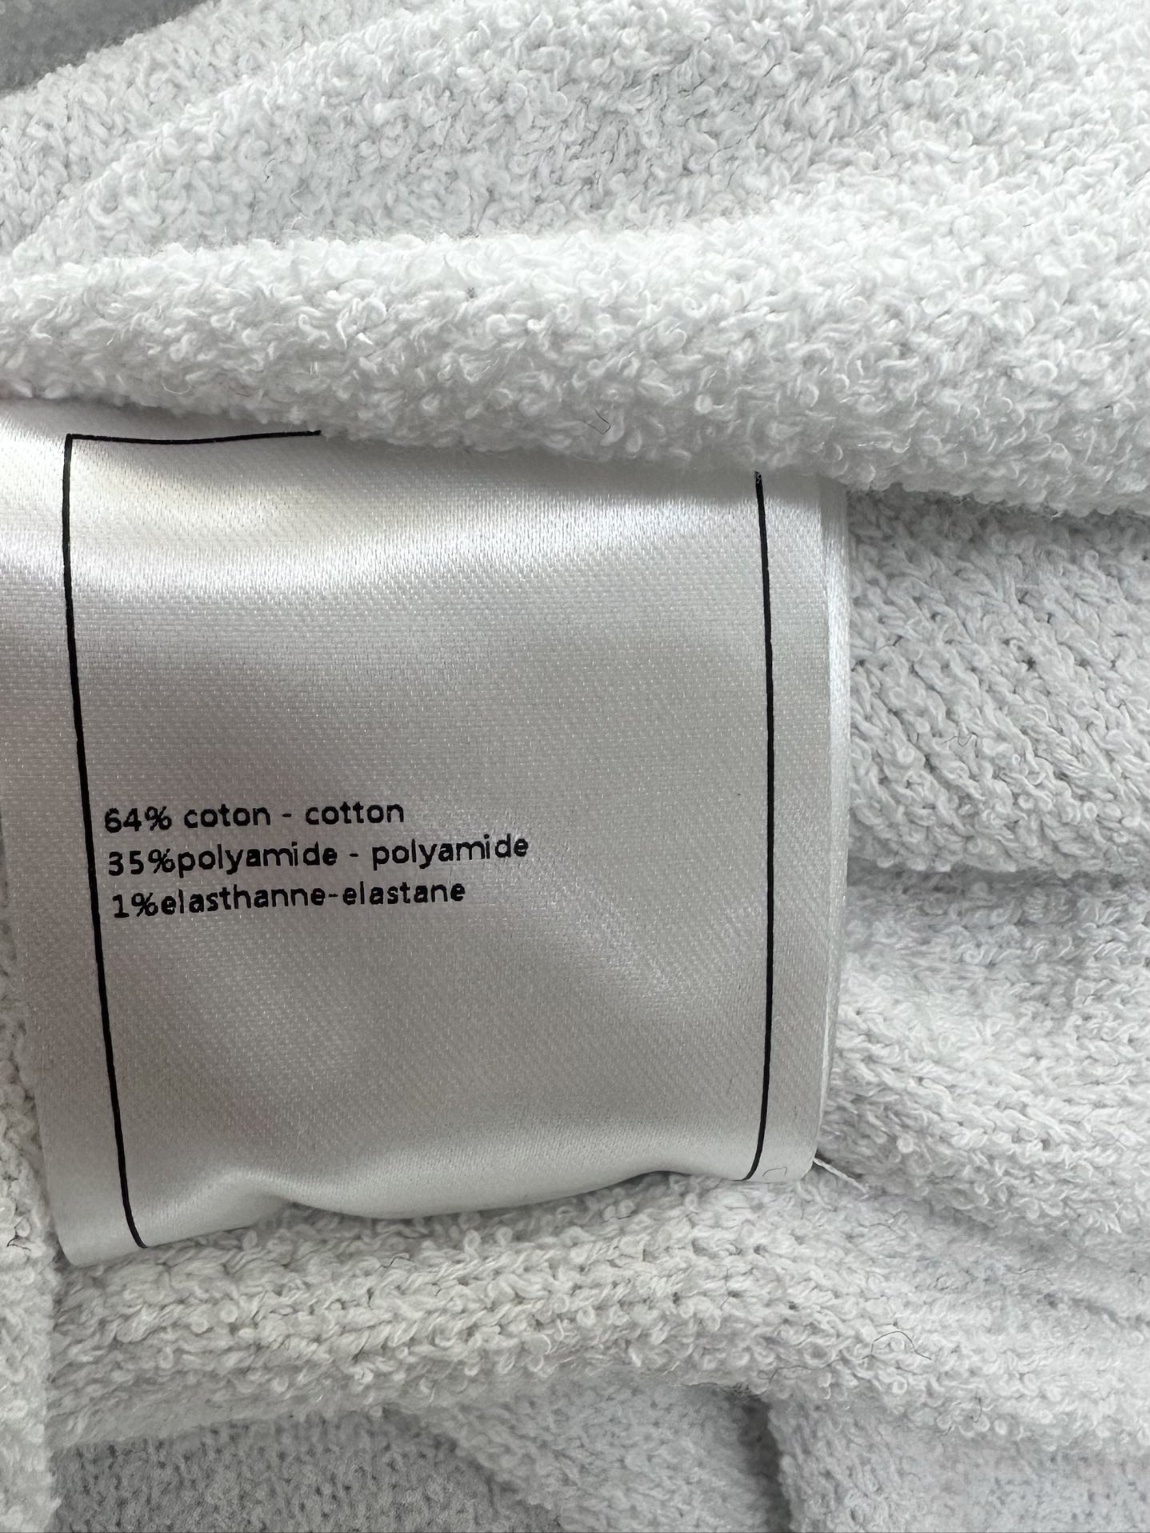 64% coton - cotton
35%polyamide - polyamide
1%elasthanne-elastane